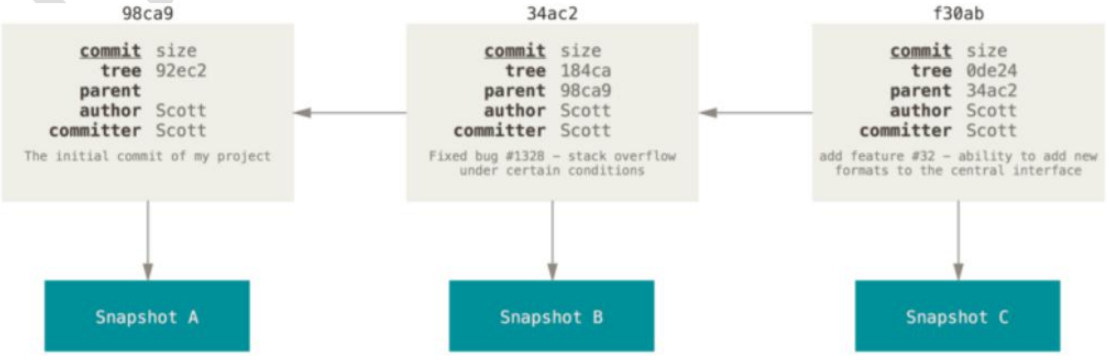 98ca9
commit size
tree 92ec2
parent
author Scott
committer Scott
The initial commit of my project
Snapshot A
34ac2
commit size
tree 184ca
parent 98ca9
author Scott
committer Scott
Fixed bug #1328 – stack overflow
under certain conditions
Snapshot B
f30ab
commit size
tree 0de24
parent 34ac2
author Scott
committer Scott
add feature #32 – ability to add new
formats to the central interface
Snapshot C